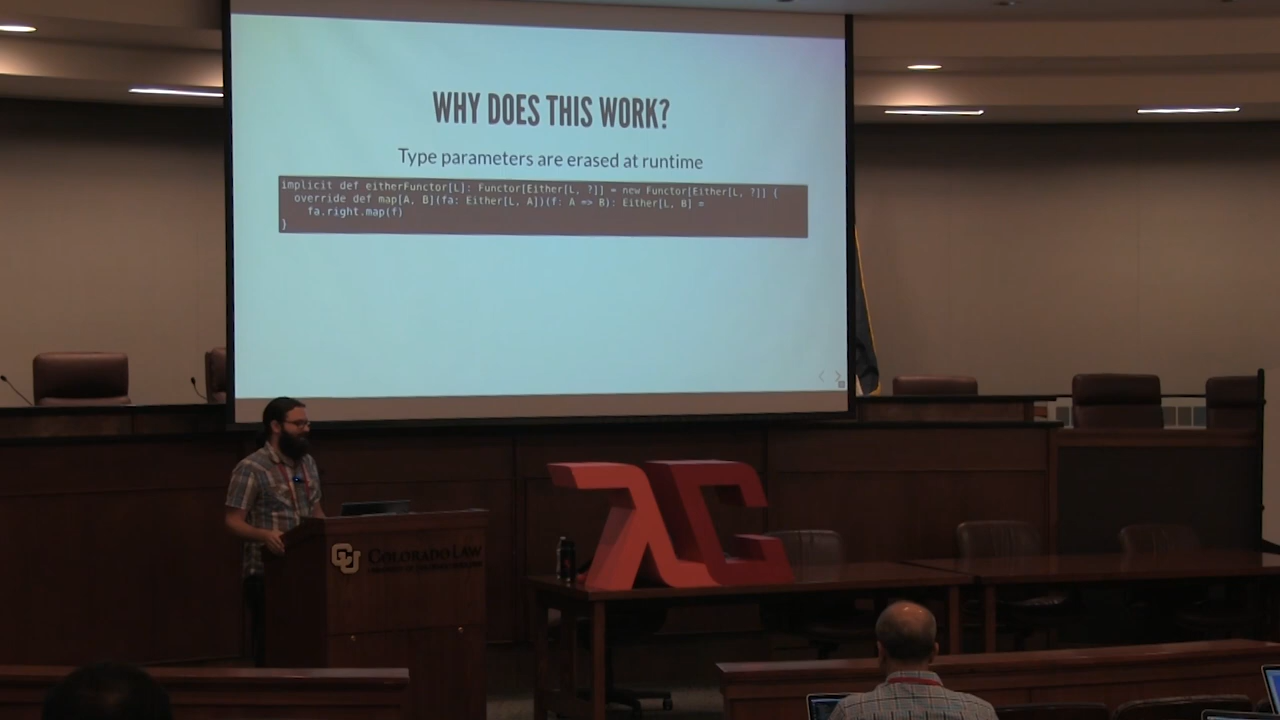 WHY DOES THIS WORK?
Type parameters are erased at runtime
implicit def eitherFunctor[L]: Functor[Either[L, ?]] = new Functor[Either[L, ?]] {
override def map[A, B](fa: Either[L, A])(f: A => B): Either[L, B] =
fa.right.map(f)
}
CU COLORADO LAW